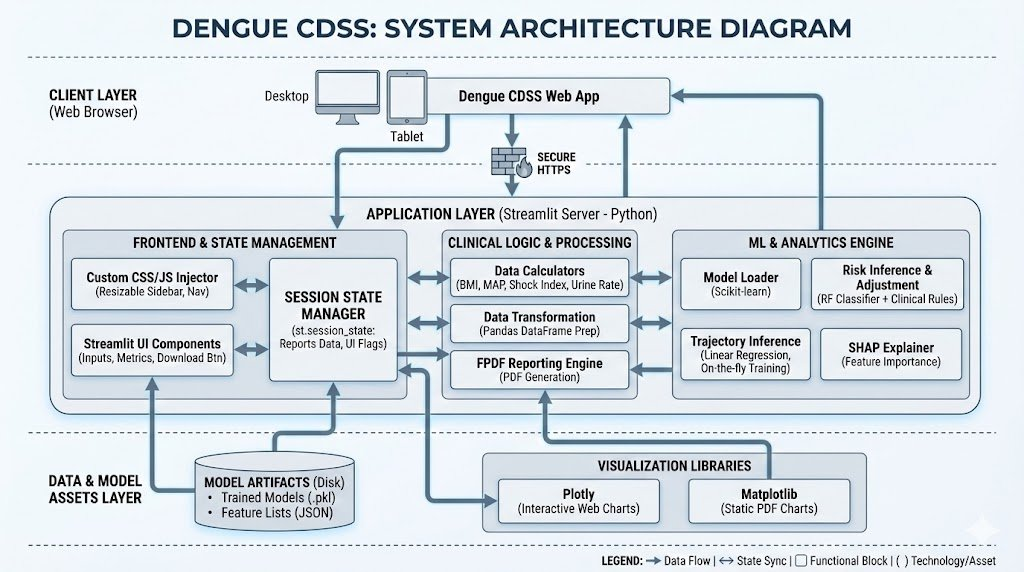 DENGUE CDSS: SYSTEM ARCHITECTURE DIAGRAM
CLIENT LAYER
(Web Browser)
Desktop
Tablet
Dengue CDSS Web App
SECURE
HTTPS
APPLICATION LAYER (Streamlit Server - Python)
FRONTEND & STATE MANAGEMENT
Custom CSS/JS Injector
(Resizable Sidebar, Nav)
Streamlit UI Components
(Inputs, Metrics, Download Btn)
SESSION STATE
MANAGER
(st.session_state:
Reports Data, UI Flags)
CLINICAL LOGIC & PROCESSING
Data Calculators
(BMI, MAP, Shock Index, Urine Rate)
Data Transformation
(Pandas DataFrame Prep)
FPDF Reporting Engine
(PDF Generation)
ML & ANALYTICS ENGINE
Model Loader
(Scikit-learn)
Risk Inference &
Adjustment
(RF Classifier + Clinical Rules)
Trajectory Inference
(Linear Regression,
On-the-fly Training)
SHAP Explainer
(Feature Importance)
DATA & MODEL
ASSETS LAYER
MODEL ARTIFACTS (Disk)
• Trained Models (.pkl)
• Feature Lists (JSON)
VISUALIZATION LIBRARIES
Plotly
(Interactive Web Charts)
Matplotlib
(Static PDF Charts)
LEGEND: → Data Flow | ↔ State Sync | ☐ Functional Block | ( ) Technology/Asset